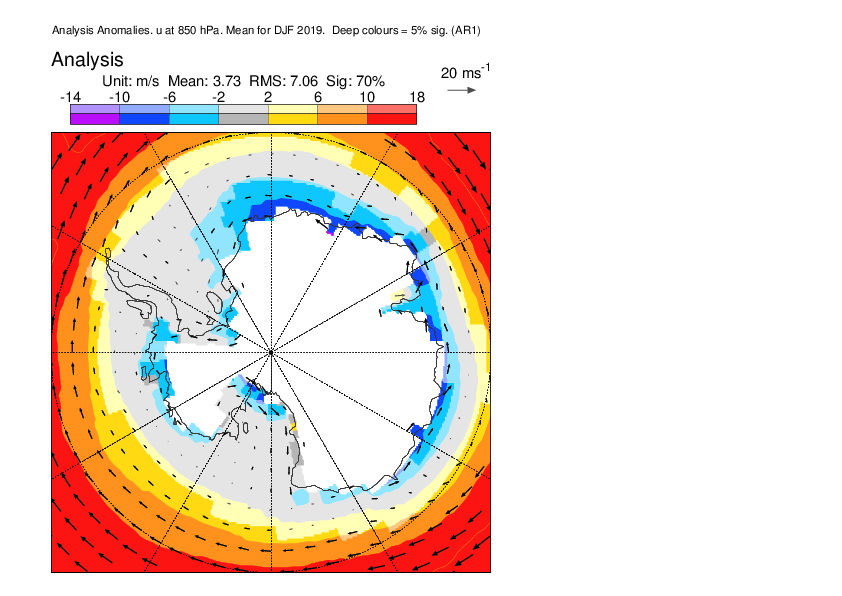 Analysis Anomalies. u at 850 hPa. Mean for DJF 2019.  Deep colours = 5% sig. (AR1)
Analysis
Unit: m/s  Mean: 3.73  RMS: 7.06  Sig: 70%
20 ms-1
-14 -10 -6 -2 2 6 10 18